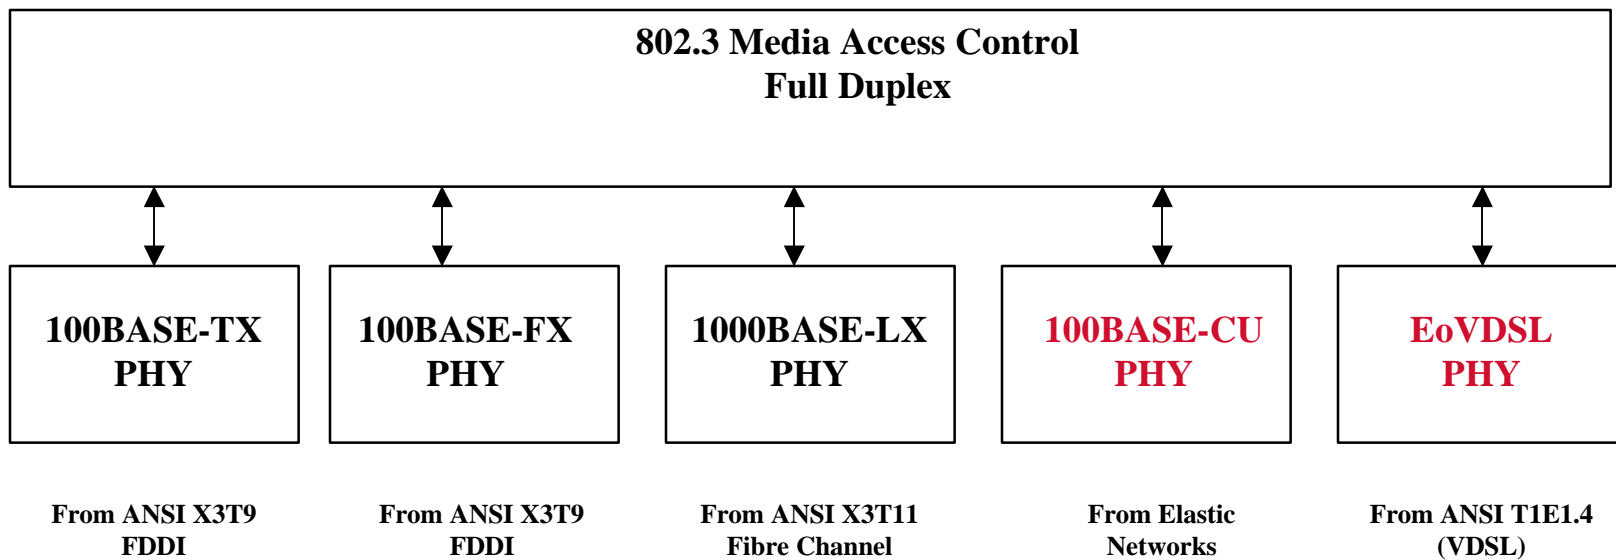 802.3 Media Access Control
Full Duplex
100BASE-TX
PHY
100BASE-FX
PHY
1000BASE-LX
PHY
100BASE-CU
PHY
EoVDSL
PHY
From ANSI X3T9
FDDI
From ANSI X3T9
FDDI
From ANSI X3T11
Fibre Channel
From Elastic
Networks
From ANSI T1E1.4
(VDSL)